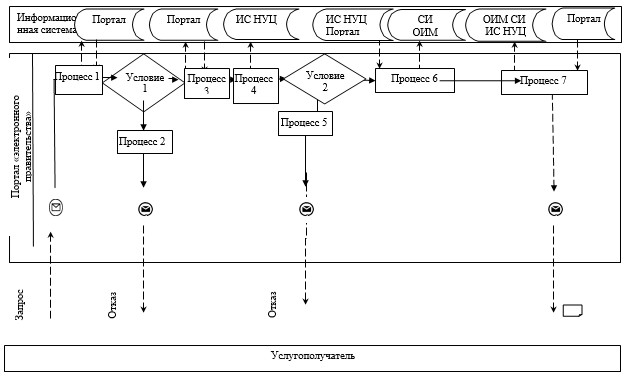 Информацион
ная система
Портал
Портал
ИС НУЦ
ИС НУЦ
Портал
СИ
ОИМ
ОИМ СИ
ИС НУЦ
Портал
Портал «электронного
правительства»
Процесс 1
Условие
1
Процесс
3
Процесс
4
Условие
2
Процесс 6
Процесс 7
Процесс 2
Процесс 5
Запрос
Отказ
Отказ
Услугополучатель